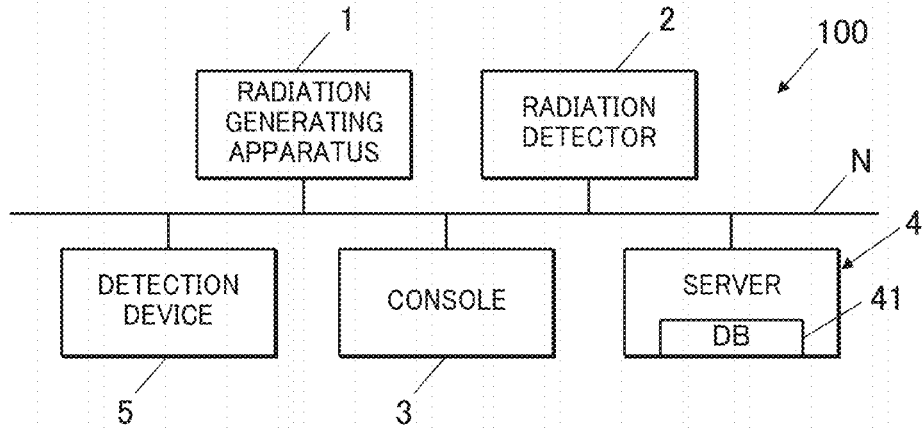 1
2
100
RADIATION
GENERATING
APPARATUS
RADIATION
DETECTOR
N
DETECTION
DEVICE
CONSOLE
SERVER
DB
4
41
5
3